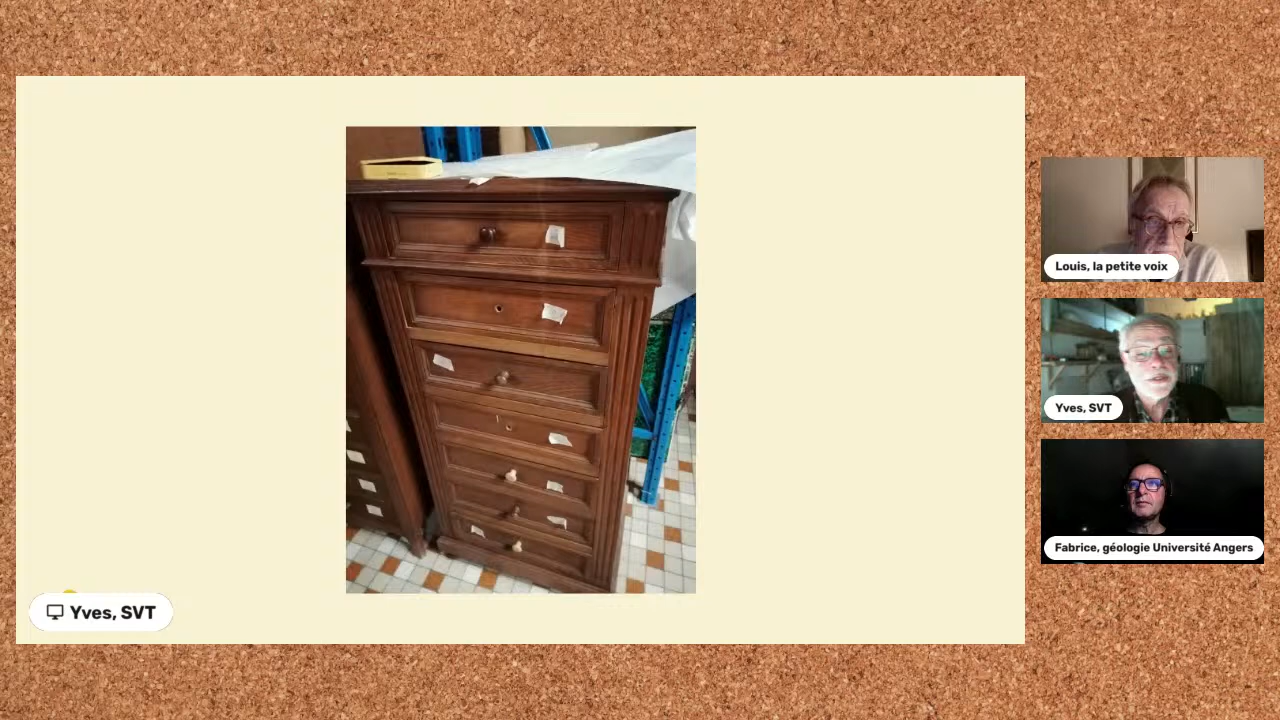 Louis, la petite voix
Yves, SVT
Fabrice, géologie Université Angers
Yves, SVT